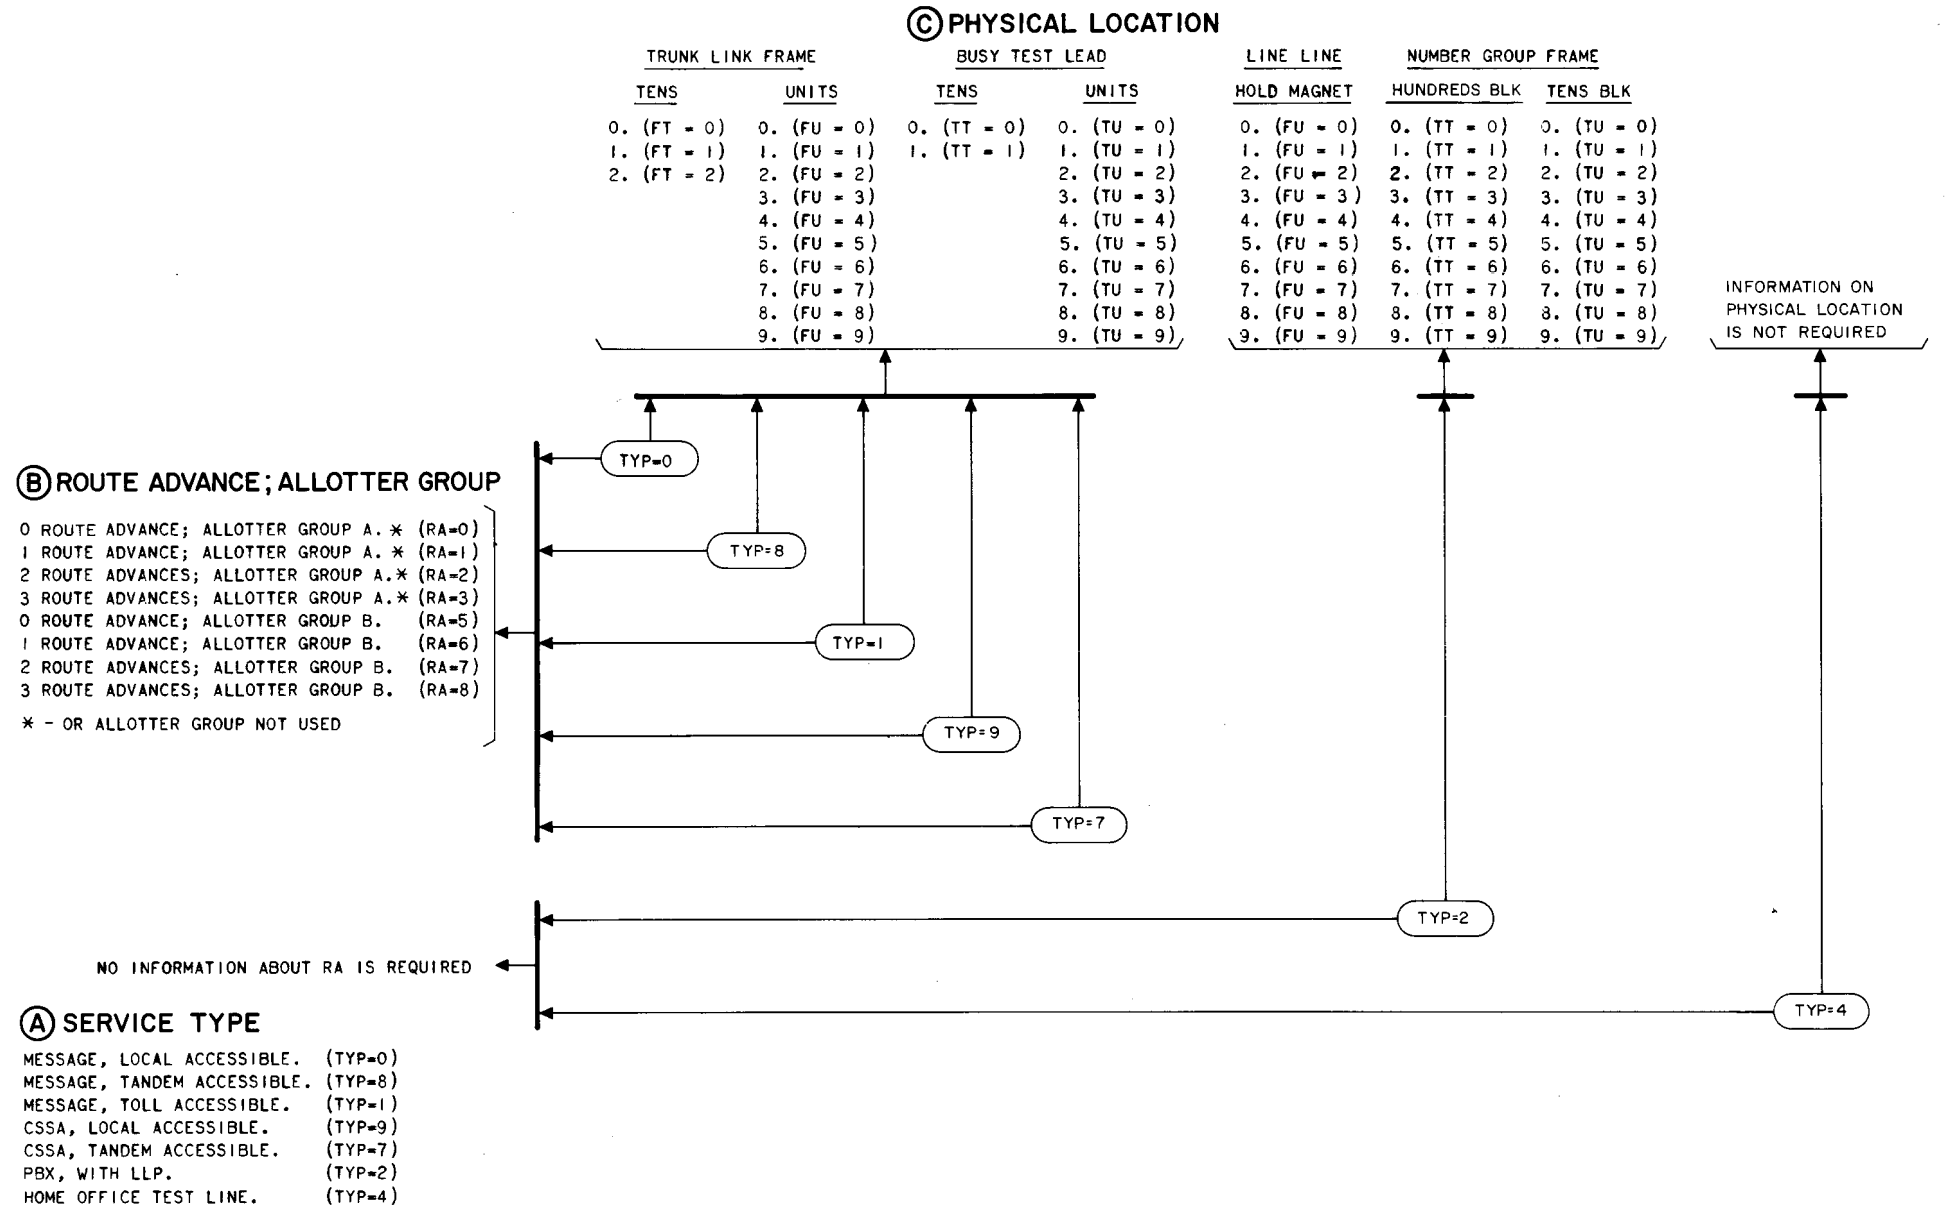 Ⓒ PHYSICAL LOCATION
TRUNK LINK FRAME BUSY TEST LEAD LINE LINE NUMBER GROUP FRAME
TENS UNITS TENS UNITS HOLD MAGNET HUNDREDS BLK TENS BLK
0. (FT = 0) 0. (FU = 0) 0. (TT = 0) 0. (TU = 0) 0. (FU = 0) 0. (TT = 0) 0. (TU = 0)
1. (FT = 1) 1. (FU = 1) 1. (TT = 1) 1. (TU = 1) 1. (FU = 1) 1. (TT = 1) 1. (TU = 1)
2. (FT = 2) 2. (FU = 2) 2. (TU = 2) 2. (FU = 2) 2. (TT = 2) 2. (TU = 2)
3. (FU = 3) 3. (TU = 3) 3. (FU = 3) 3. (TT = 3) 3. (TU = 3)
4. (FU = 4) 4. (TU = 4) 4. (FU = 4) 4. (TT = 4) 4. (TU = 4)
5. (FU = 5) 5. (TU = 5) 5. (FU = 5) 5. (TT = 5) 5. (TU = 5)
6. (FU = 6) 6. (TU = 6) 6. (FU = 6) 6. (TT = 6) 6. (TU = 6)
7. (FU = 7) 7. (TU = 7) 7. (FU = 7) 7. (TT = 7) 7. (TU = 7)
8. (FU = 8) 8. (TU = 8) 8. (FU = 8) 8. (TT = 8) 8. (TU = 8)
9. (FU = 9) 9. (TU = 9) 9. (FU = 9) 9. (TT = 9) 9. (TU = 9)
INFORMATION ON
PHYSICAL LOCATION
IS NOT REQUIRED
TYP=0
Ⓑ ROUTE ADVANCE; ALLOTTER GROUP
0 ROUTE ADVANCE; ALLOTTER GROUP A. * (RA=0)
1 ROUTE ADVANCE; ALLOTTER GROUP A. * (RA=1)
2 ROUTE ADVANCES; ALLOTTER GROUP A.* (RA=2)
3 ROUTE ADVANCES; ALLOTTER GROUP A.* (RA=3)
0 ROUTE ADVANCE; ALLOTTER GROUP B. (RA=5)
1 ROUTE ADVANCE; ALLOTTER GROUP B. (RA=6)
2 ROUTE ADVANCES; ALLOTTER GROUP B. (RA=7)
3 ROUTE ADVANCES; ALLOTTER GROUP B. (RA=8)
* - OR ALLOTTER GROUP NOT USED
TYP=8
TYP=1
TYP=9
TYP=7
TYP=2
NO INFORMATION ABOUT RA IS REQUIRED
TYP=4
Ⓐ SERVICE TYPE
MESSAGE, LOCAL ACCESSIBLE. (TYP=0)
MESSAGE, TANDEM ACCESSIBLE. (TYP=8)
MESSAGE, TOLL ACCESSIBLE. (TYP=1)
CSSA, LOCAL ACCESSIBLE. (TYP=9)
CSSA, TANDEM ACCESSIBLE. (TYP=7)
PBX, WITH LLP. (TYP=2)
HOME OFFICE TEST LINE. (TYP=4)